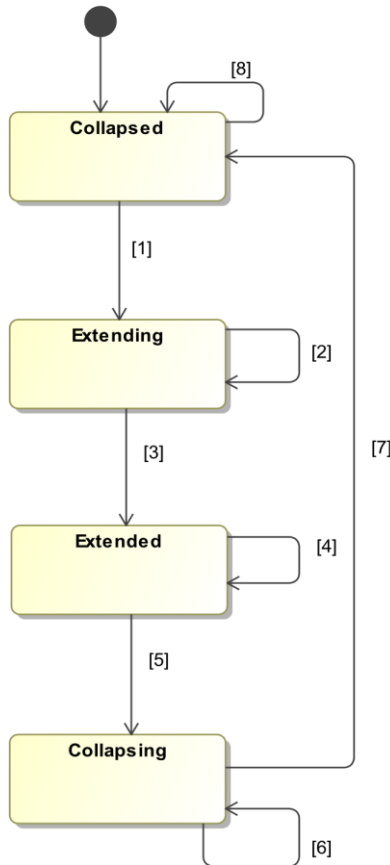 [8]
Collapsed
[1]
Extending
[2]
[7]
[3]
Extended
[4]
[5]
Collapsing
[6]